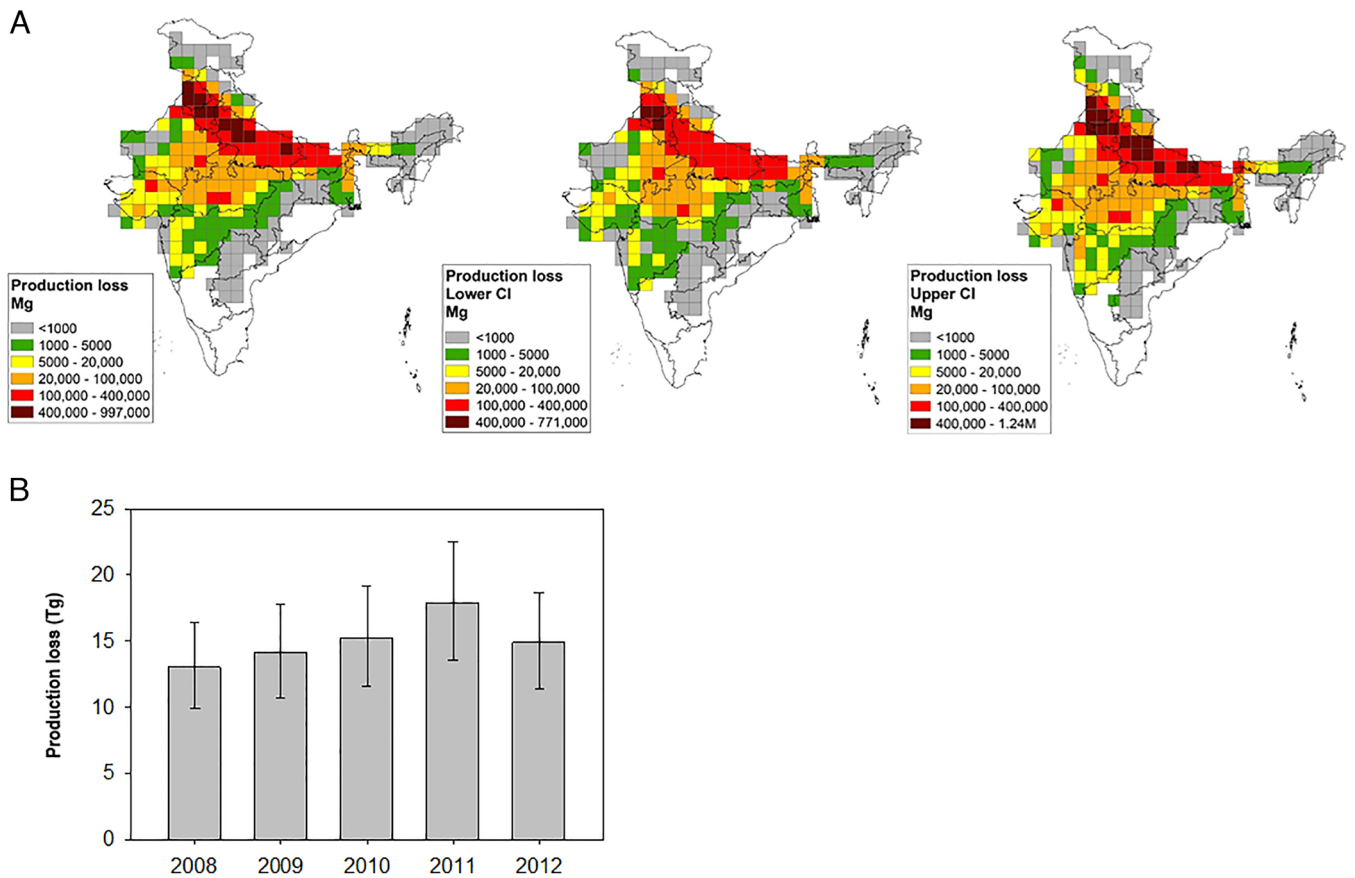 A
Production loss
Mg
<1000
1000 - 5000
5000 - 20,000
20,000 - 100,000
100,000 - 400,000
400,000 - 997,000
Production loss
Lower CI
Mg
<1000
1000 - 5000
5000 - 20,000
20,000 - 100,000
100,000 - 400,000
400,000 - 771,000
Production loss
Upper CI
Mg
<1000
1000 - 5000
5000 - 20,000
20,000 - 100,000
100,000 - 400,000
400,000 - 1.24M
B
Production loss (Tg)
25
20
15
10
5
0
2008 2009 2010 2011 2012